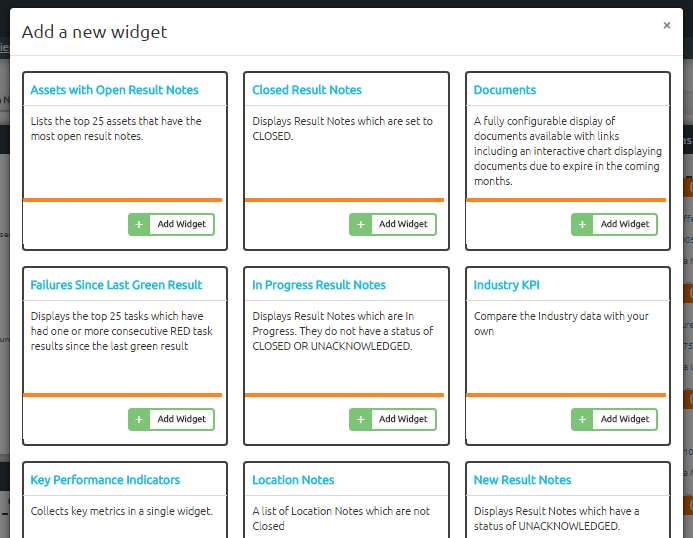 Add a new widget
×
Assets with Open Result Notes
Lists the top 25 assets that have the
most open result notes.
+ Add Widget
Closed Result Notes
Displays Result Notes which are set to
CLOSED.
+ Add Widget
Documents
A fully configurable display of
documents available with links
including an interactive chart displaying
documents due to expire in the coming
months.
+ Add Widget
Failures Since Last Green Result
Displays the top 25 tasks which have
had one or more consecutive RED task
results since the last green result
+ Add Widget
In Progress Result Notes
Displays Result Notes which are In
Progress. They do not have a status of
CLOSED OR UNACKNOWLEDGED.
+ Add Widget
Industry KPI
Compare the Industry data with your
own
+ Add Widget
Key Performance Indicators
Collects key metrics in a single widget.
Location Notes
A list of Location Notes which are not
Closed
New Result Notes
Displays Result Notes which have a
status of UNACKNOWLEDGED.